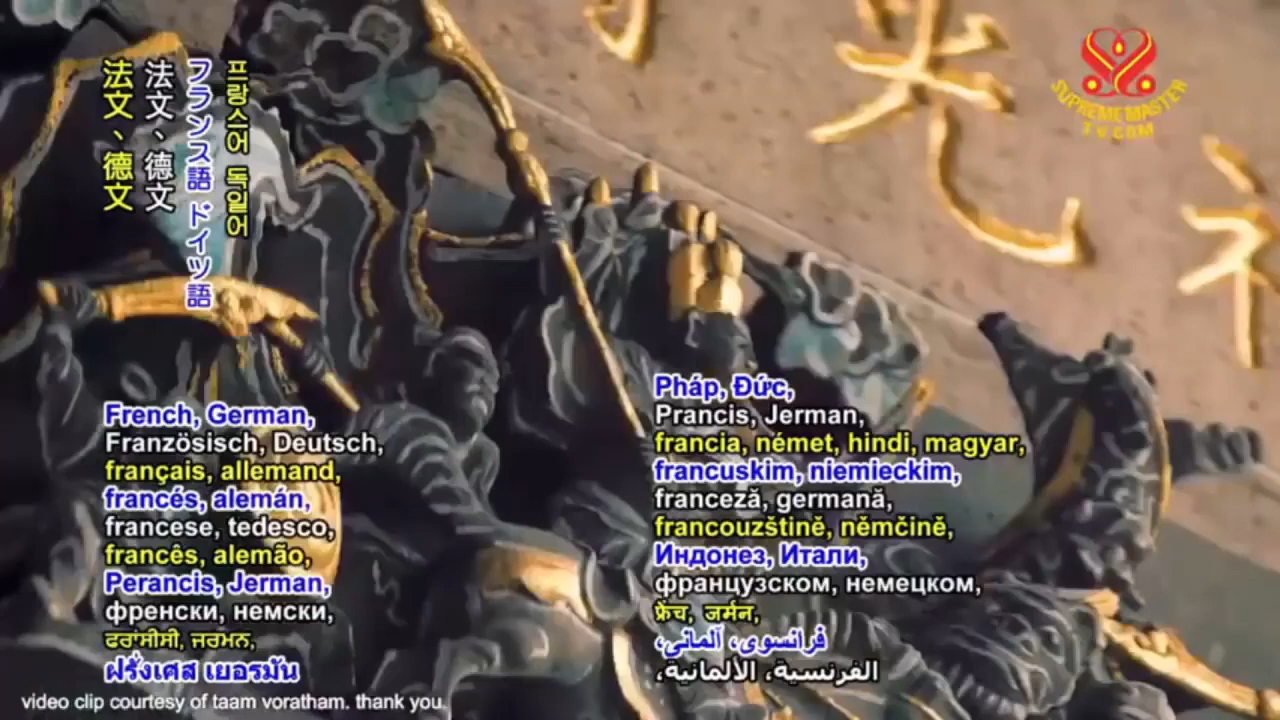 法文、德文
法文、德文
フランス語 ドイツ語
프랑스어 독일어
SUPREME MASTER
TV.COM
French, German,
Französisch, Deutsch,
français, allemand,
francés, alemán,
francese, tedesco,
francês, alemão,
Perancis, Jerman,
френски, немски,
ਫਰਾਂਸੀਸੀ, ਜਰਮਨ,
ฝรั่งเศส เยอรมัน
Pháp, Đức,
Prancis, Jerman,
francia, német, hindi, magyar,
francuskim, niemieckim,
franceză, germană,
francouzštině, němčině,
Индонез, Итали,
французском, немецком,
फ्रेंच, जर्मन,
فرانسوی، آلمانی،
الفرنسية، الألمانية،
video clip courtesy of taam voratham. thank you.